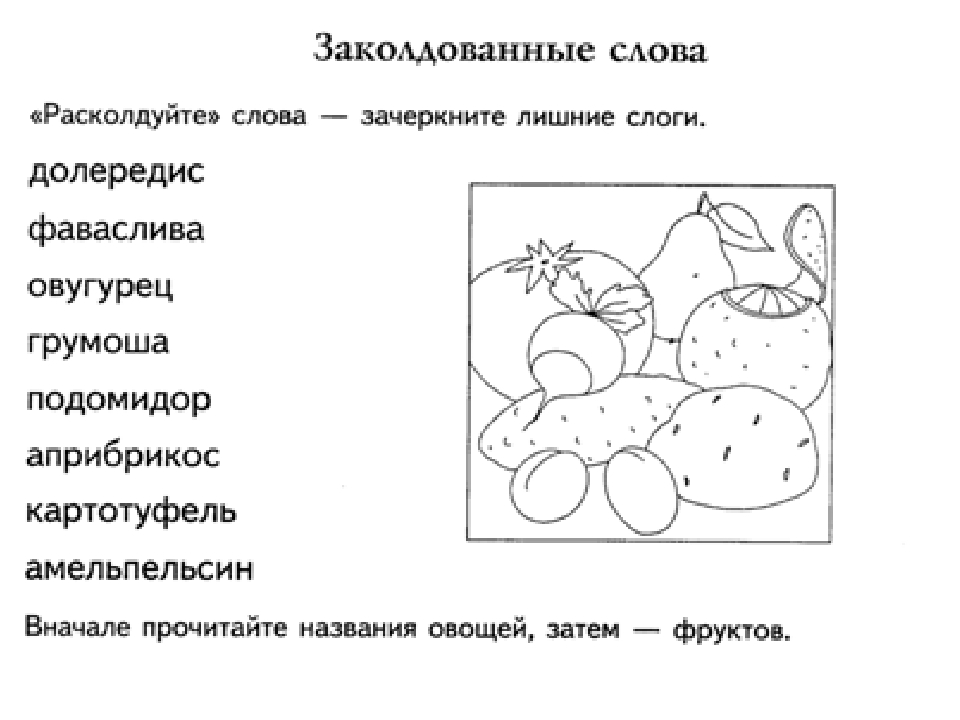 Заколдованные слова
«Расколдуйте» слова — зачеркните лишние слоги.
долередис
фаваслива
овугурец
грумоша
подомидор
априбрикос
картотуфель
амельпельсин
Вначале прочитайте названия овощей, затем — фруктов.